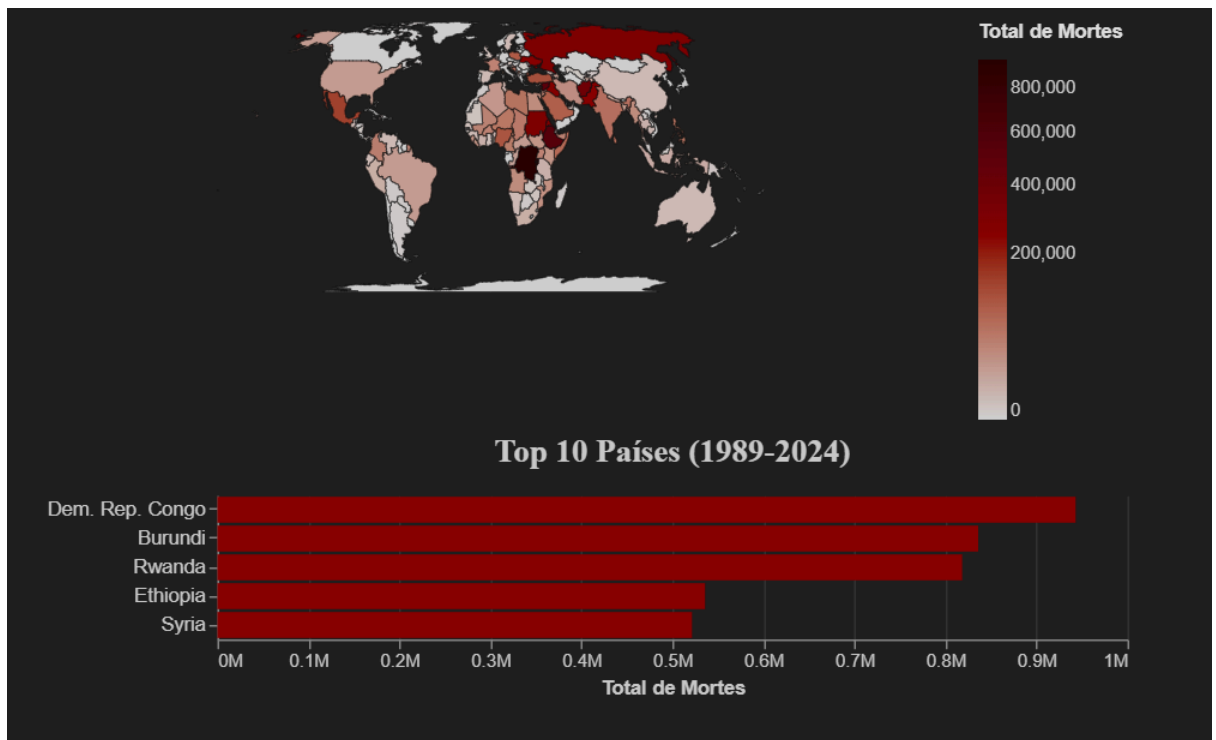 Total de Mortes
800,000
600,000
400,000
200,000
0
Top 10 Países (1989-2024)
Dem. Rep. Congo
Burundi
Rwanda
Ethiopia
Syria
0M 0.1M 0.2M 0.3M 0.4M 0.5M 0.6M 0.7M 0.8M 0.9M 1M
Total de Mortes